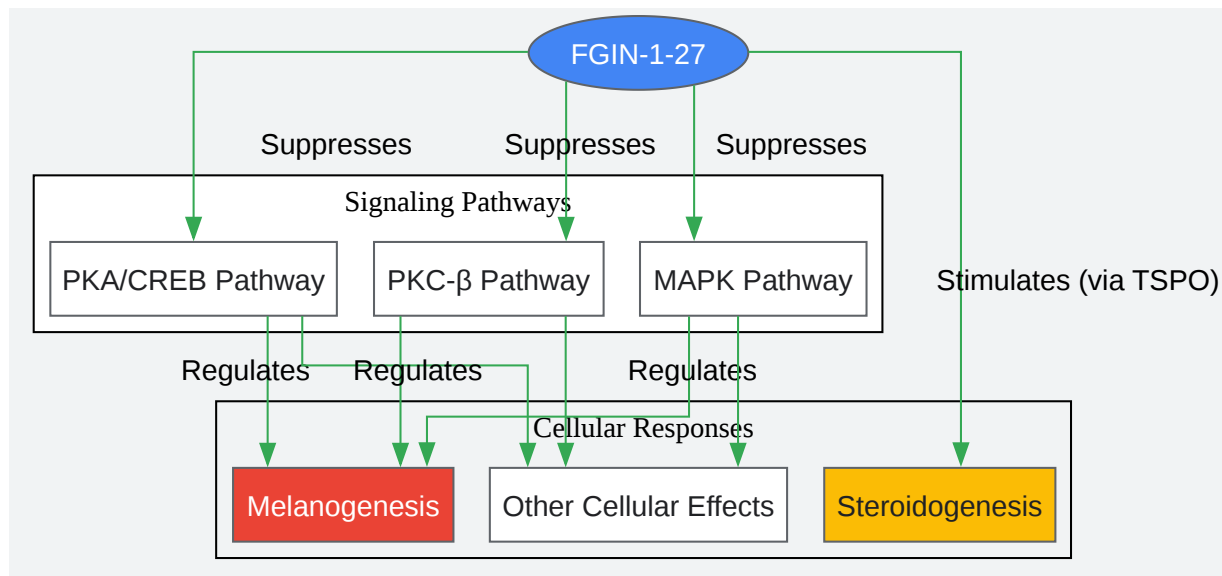 FGIN-1-27
Suppresses
Suppresses
Suppresses
Signaling Pathways
PKA/CREB Pathway
PKC-β Pathway
MAPK Pathway
Stimulates (via TSPO)
Regulates
Regulates
Regulates
Cellular Responses
Melanogenesis
Other Cellular Effects
Steroidogenesis